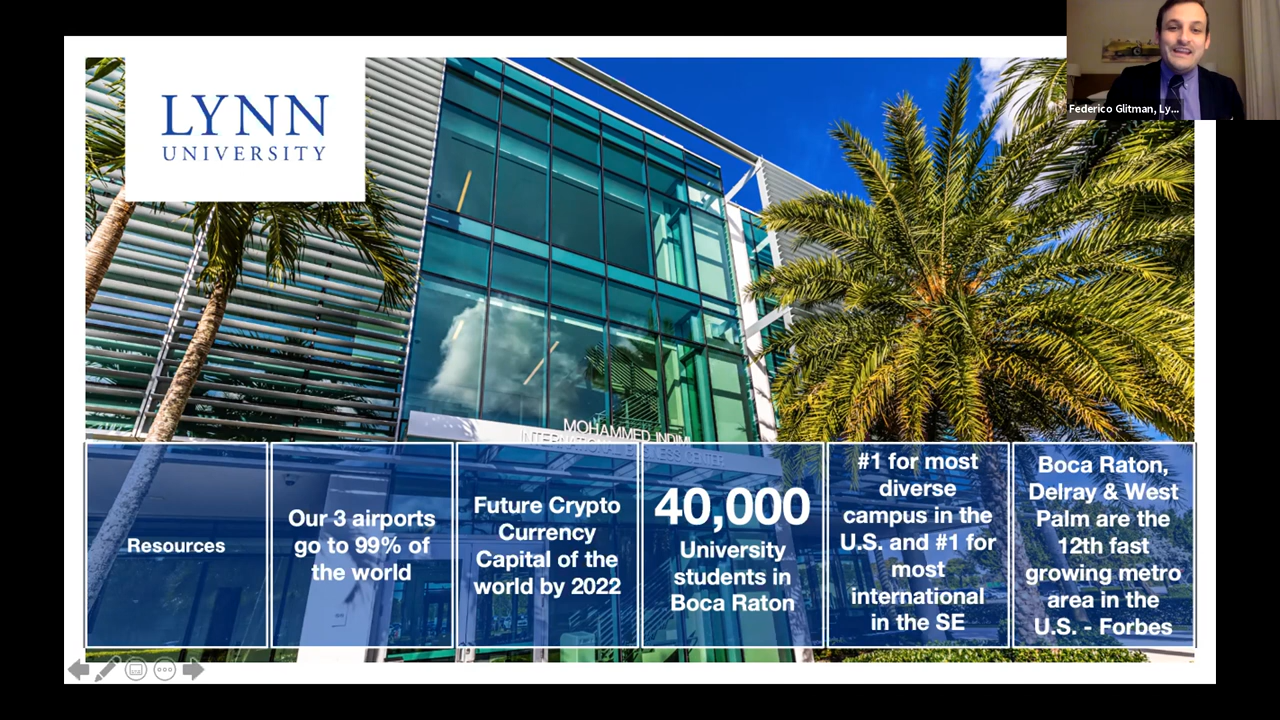 LYNN
UNIVERSITY
Federico Glitman, Ly...
MOHAMMED INDIMI
INTERNATIONAL BUSINESS CENTER
Resources
Our 3 airports
go to 99% of
the world
Future Crypto
Currency
Capital of the
world by 2022
40,000
University
students in
Boca Raton
#1 for most
diverse
campus in the
U.S. and #1 for
most
international
in the SE
Boca Raton,
Delray & West
Palm are the
12th fast
growing metro
area in the
U.S. - Forbes